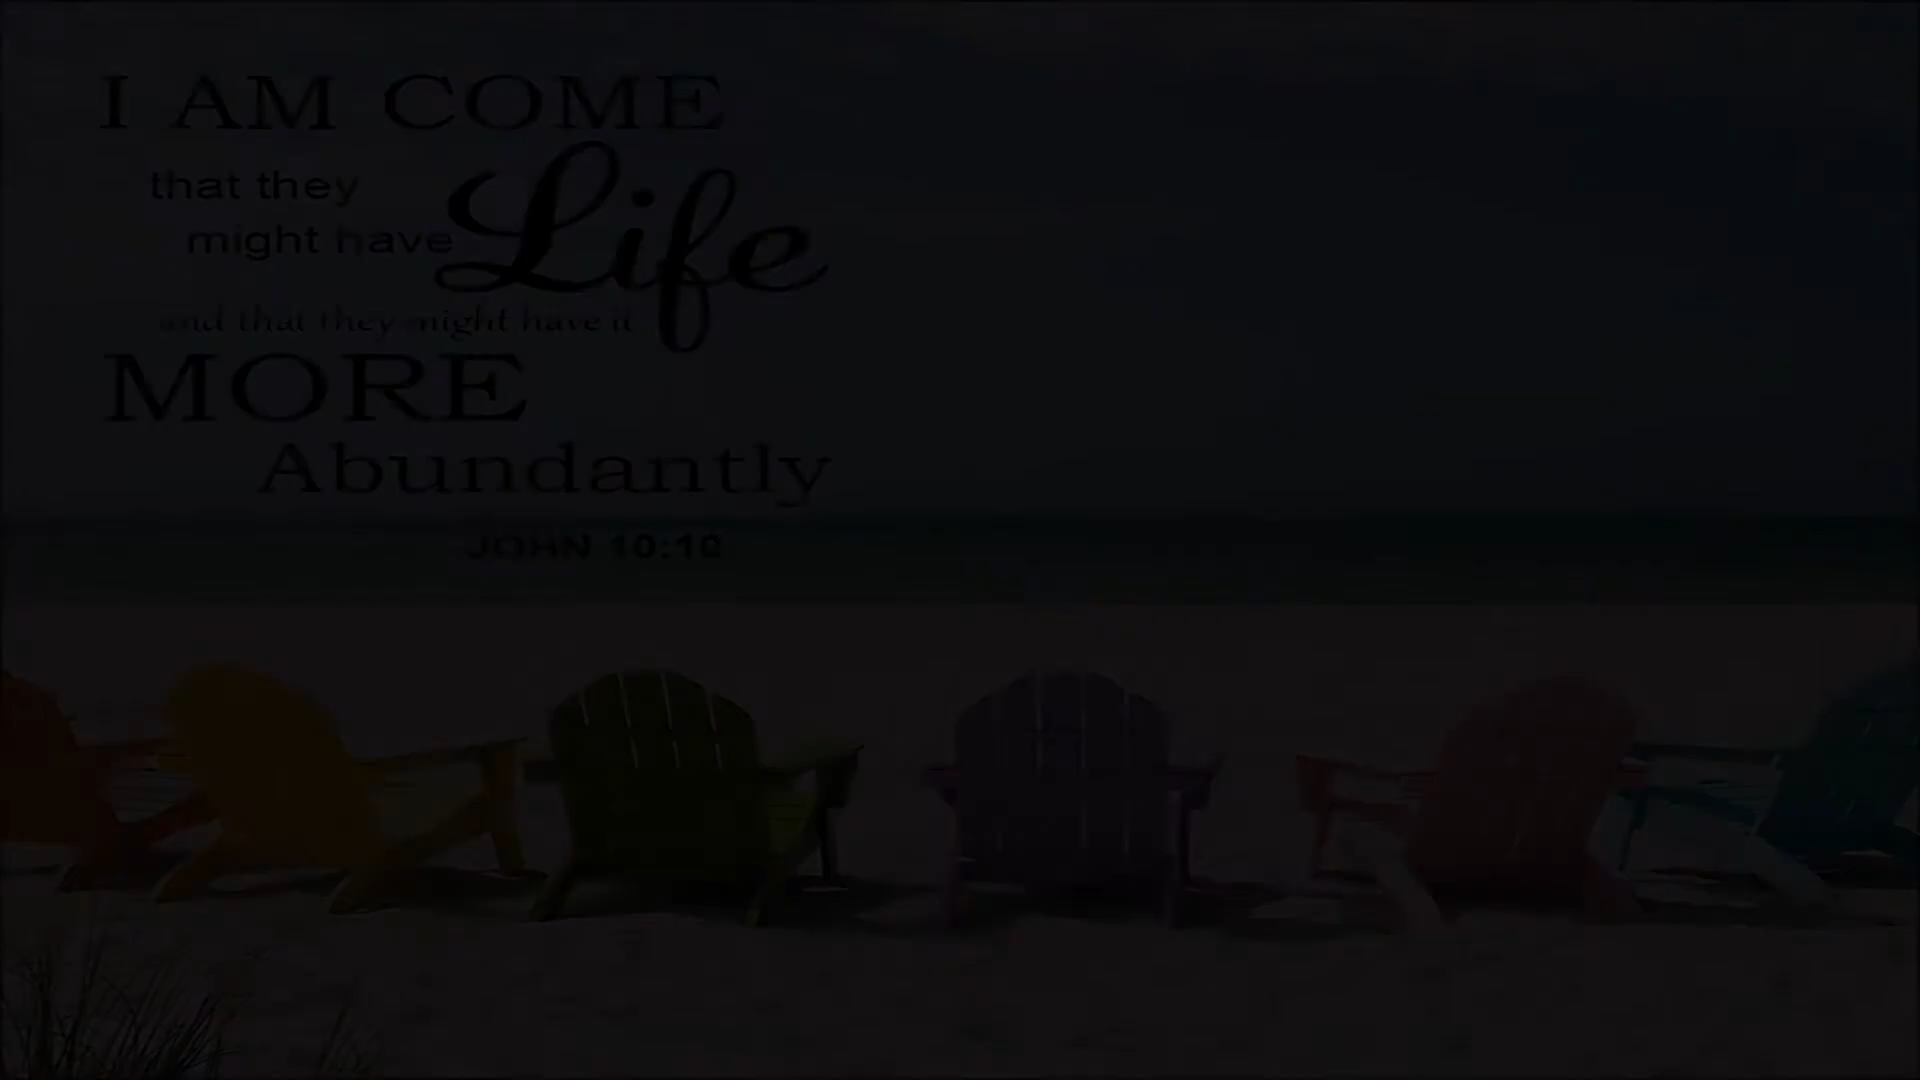 I AM COME
that they
might have Life
and that they might have it
MORE
Abundantly
JOHN 10:10